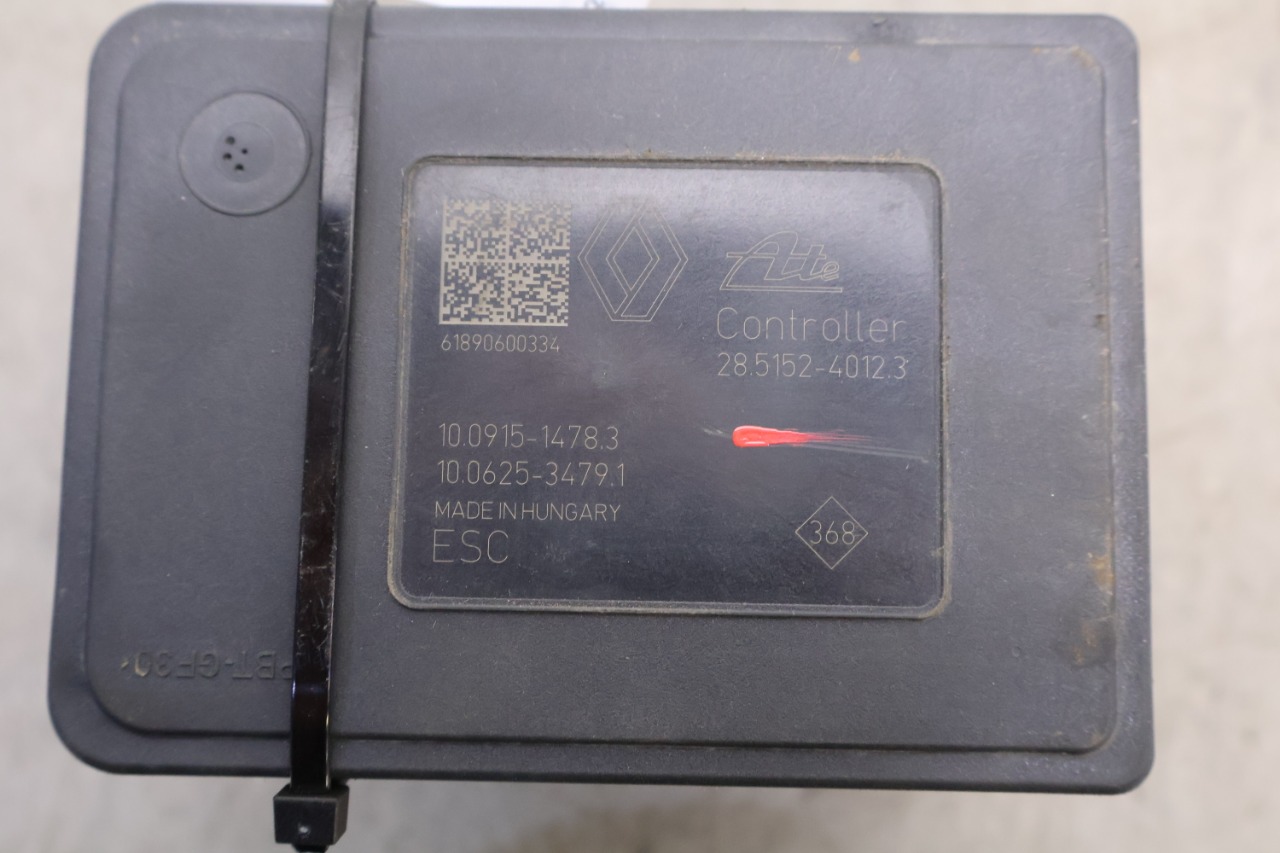 Ate
Controller
28.5152-4012.3
61890600334
10.0915-1478.3
10.0625-3479.1
MADE IN HUNGARY
ESC
368
PBT-GF30